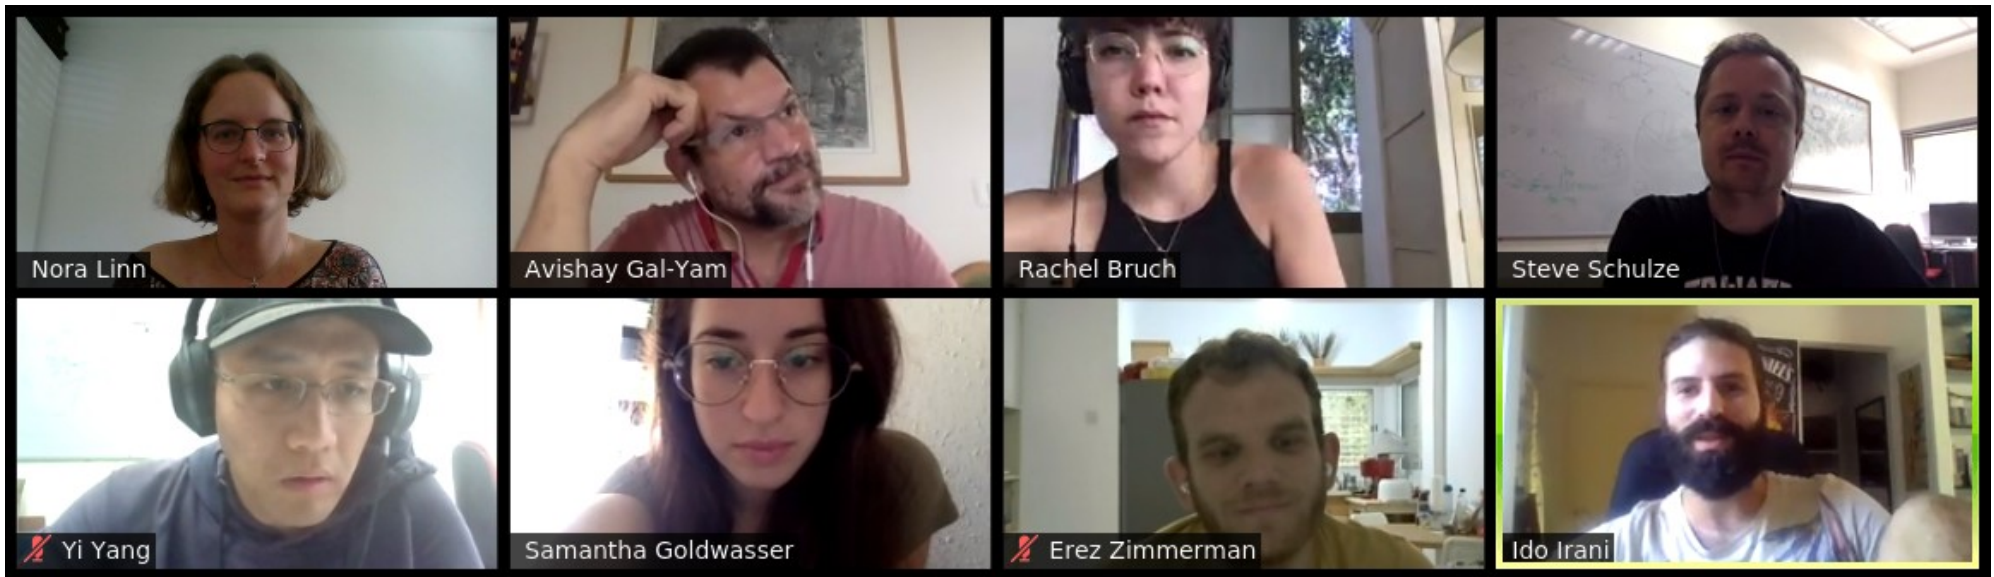 Nora Linn
Avishay Gal-Yam
Rachel Bruch
Steve Schulze
Yi Yang
Samantha Goldwasser
Erez Zimmerman
Ido Irani